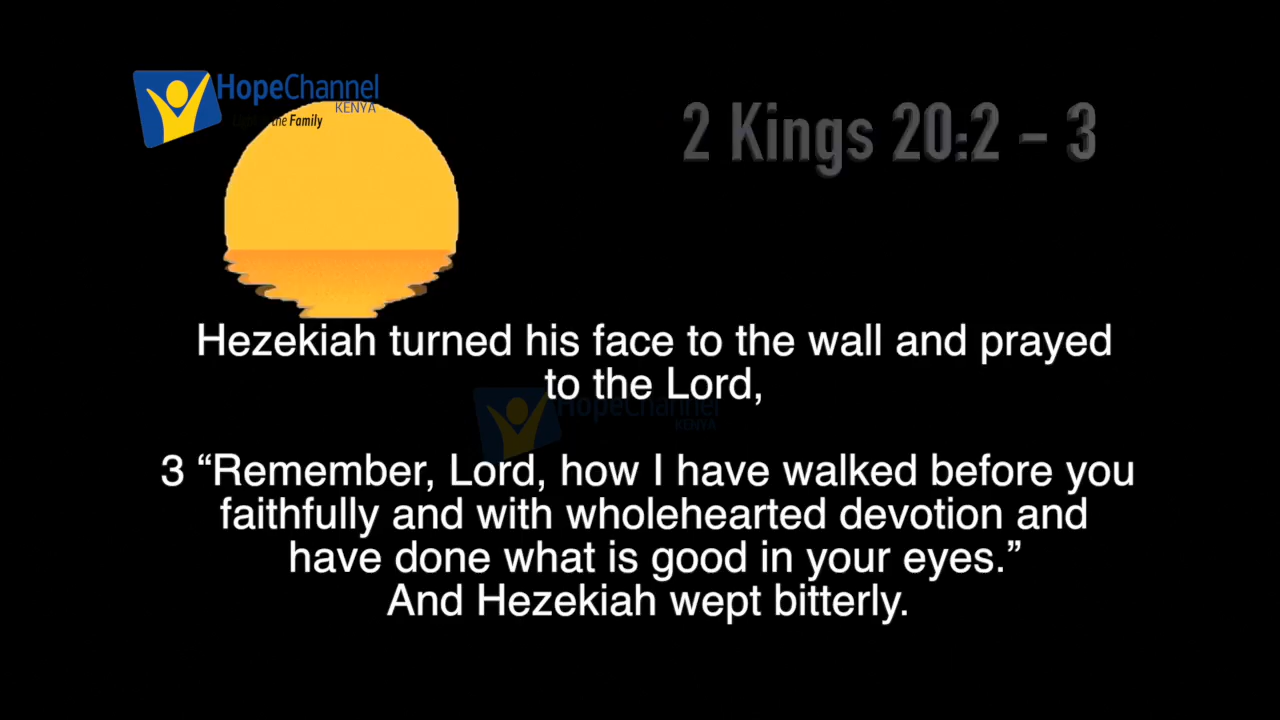 HopeChannel
KENYA
the Family
2 Kings 20:2 – 3
Hezekiah turned his face to the wall and prayed
to the Lord,
HopeChannel
KENYA
3 “Remember, Lord, how I have walked before you
faithfully and with wholehearted devotion and
have done what is good in your eyes.”
And Hezekiah wept bitterly.